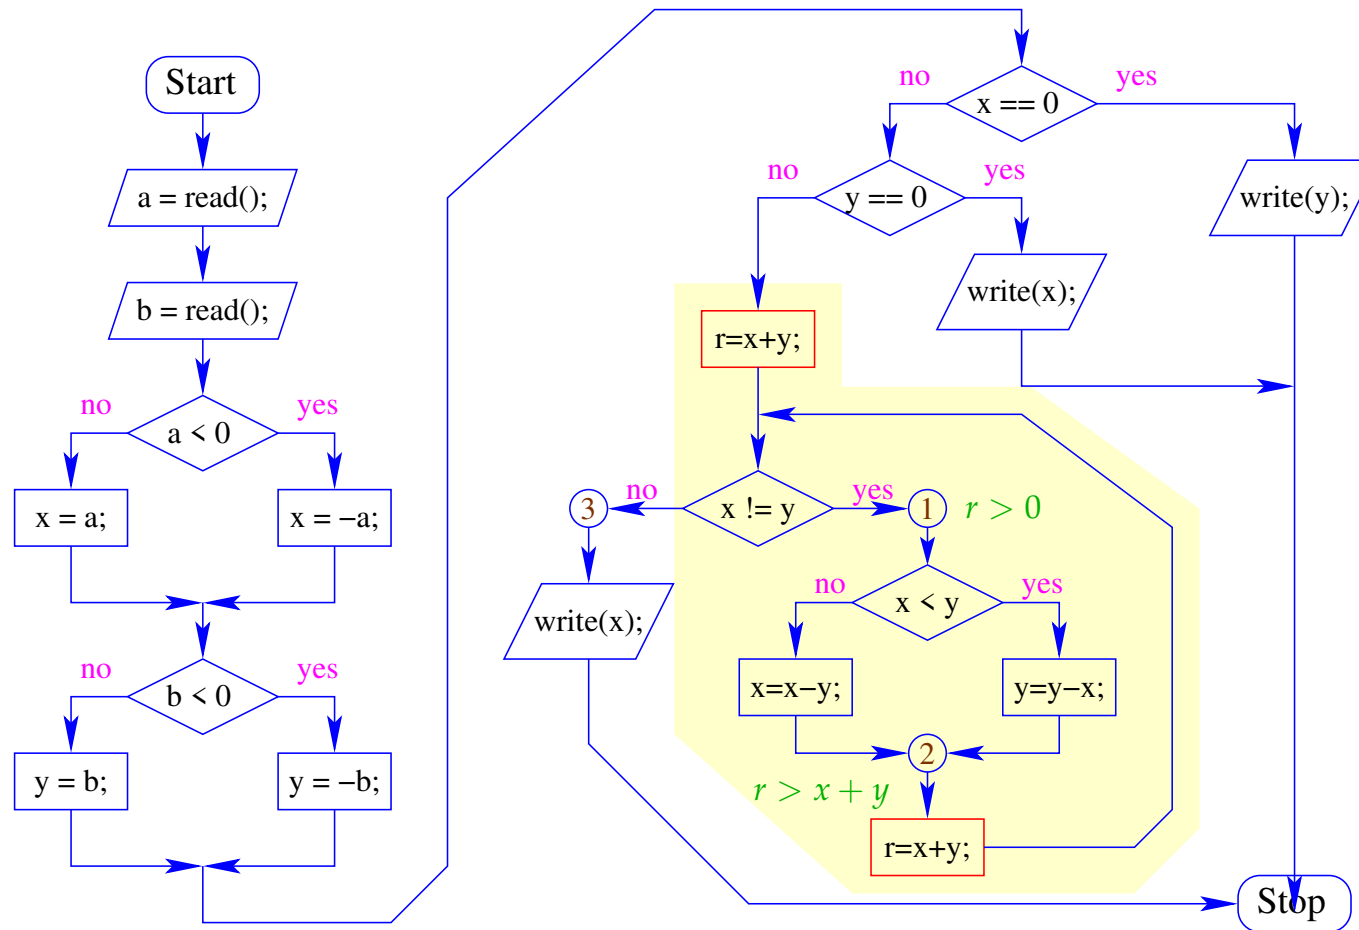 Start
a = read();
b = read();
no
yes
a < 0
x = a;
x = −a;
no
yes
b < 0
y = b;
y = −b;
no
yes
x == 0
no
yes
y == 0
write(y);
write(x);
r=x+y;
no
yes
x != y
3
1
r > 0
no
yes
x < y
write(x);
x=x−y;
y=y−x;
2
r > x + y
r=x+y;
Stop